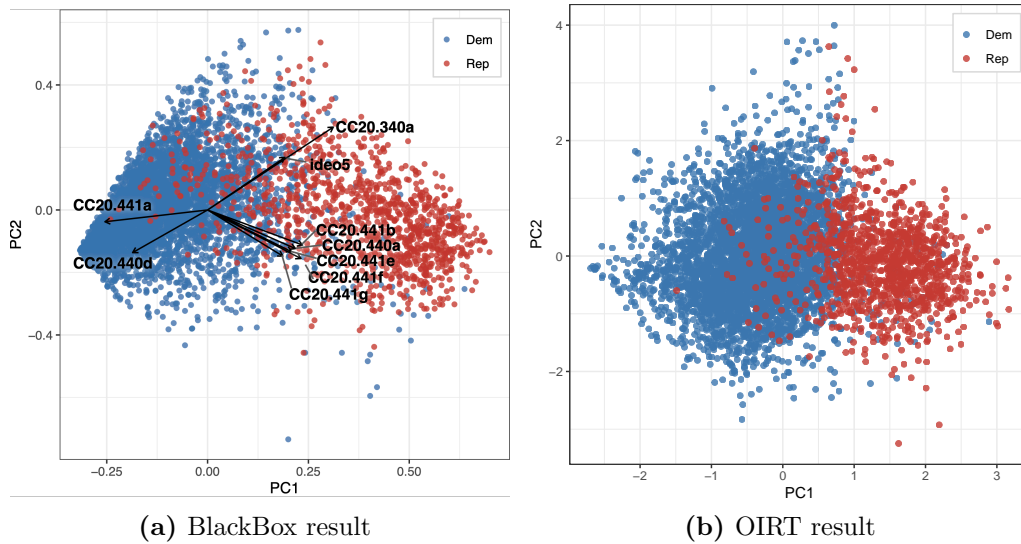 Dem
Rep
CC20.340a
ideo5
CC20.441a
CC20.441b
CC20.440a
CC20.441e
CC20.440d
CC20.441f
CC20.441g
0.4
0.0
−0.4
PC2
−0.25
0.00
0.25
0.50
PC1
(a) BlackBox result
Dem
Rep
4
2
0
−2
PC2
−2
−1
0
1
2
3
PC1
(b) OIRT result